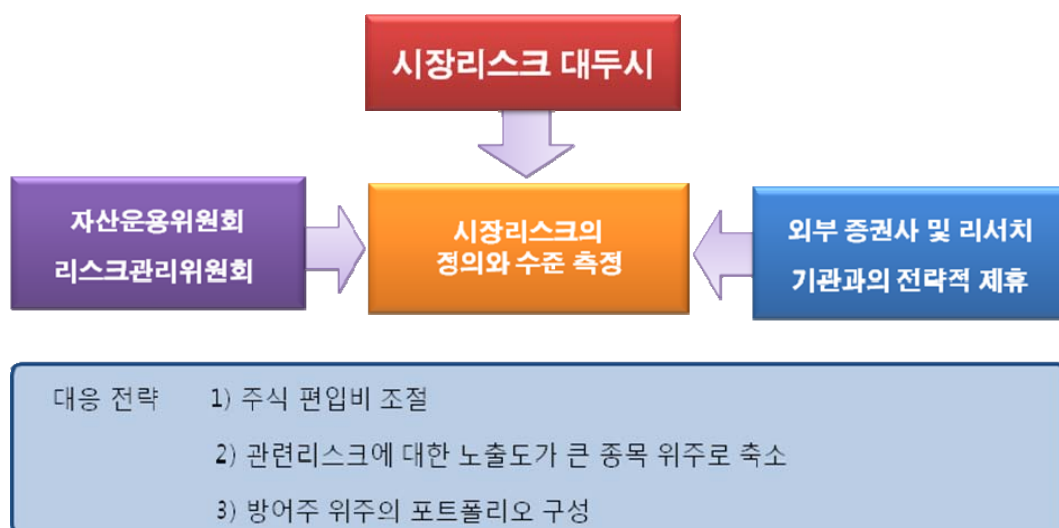 시장리스크 대두시
자산운용위원회
리스크관리위원회
시장리스크의
정의와 수준 측정
외부 증권사 및 리서치
기관과의 전략적 제휴
대응 전략 1) 주식 편입비 조절
2) 관련리스크에 대한 노출도가 큰 종목 위주로 축소
3) 방어주 위주의 포트폴리오 구성